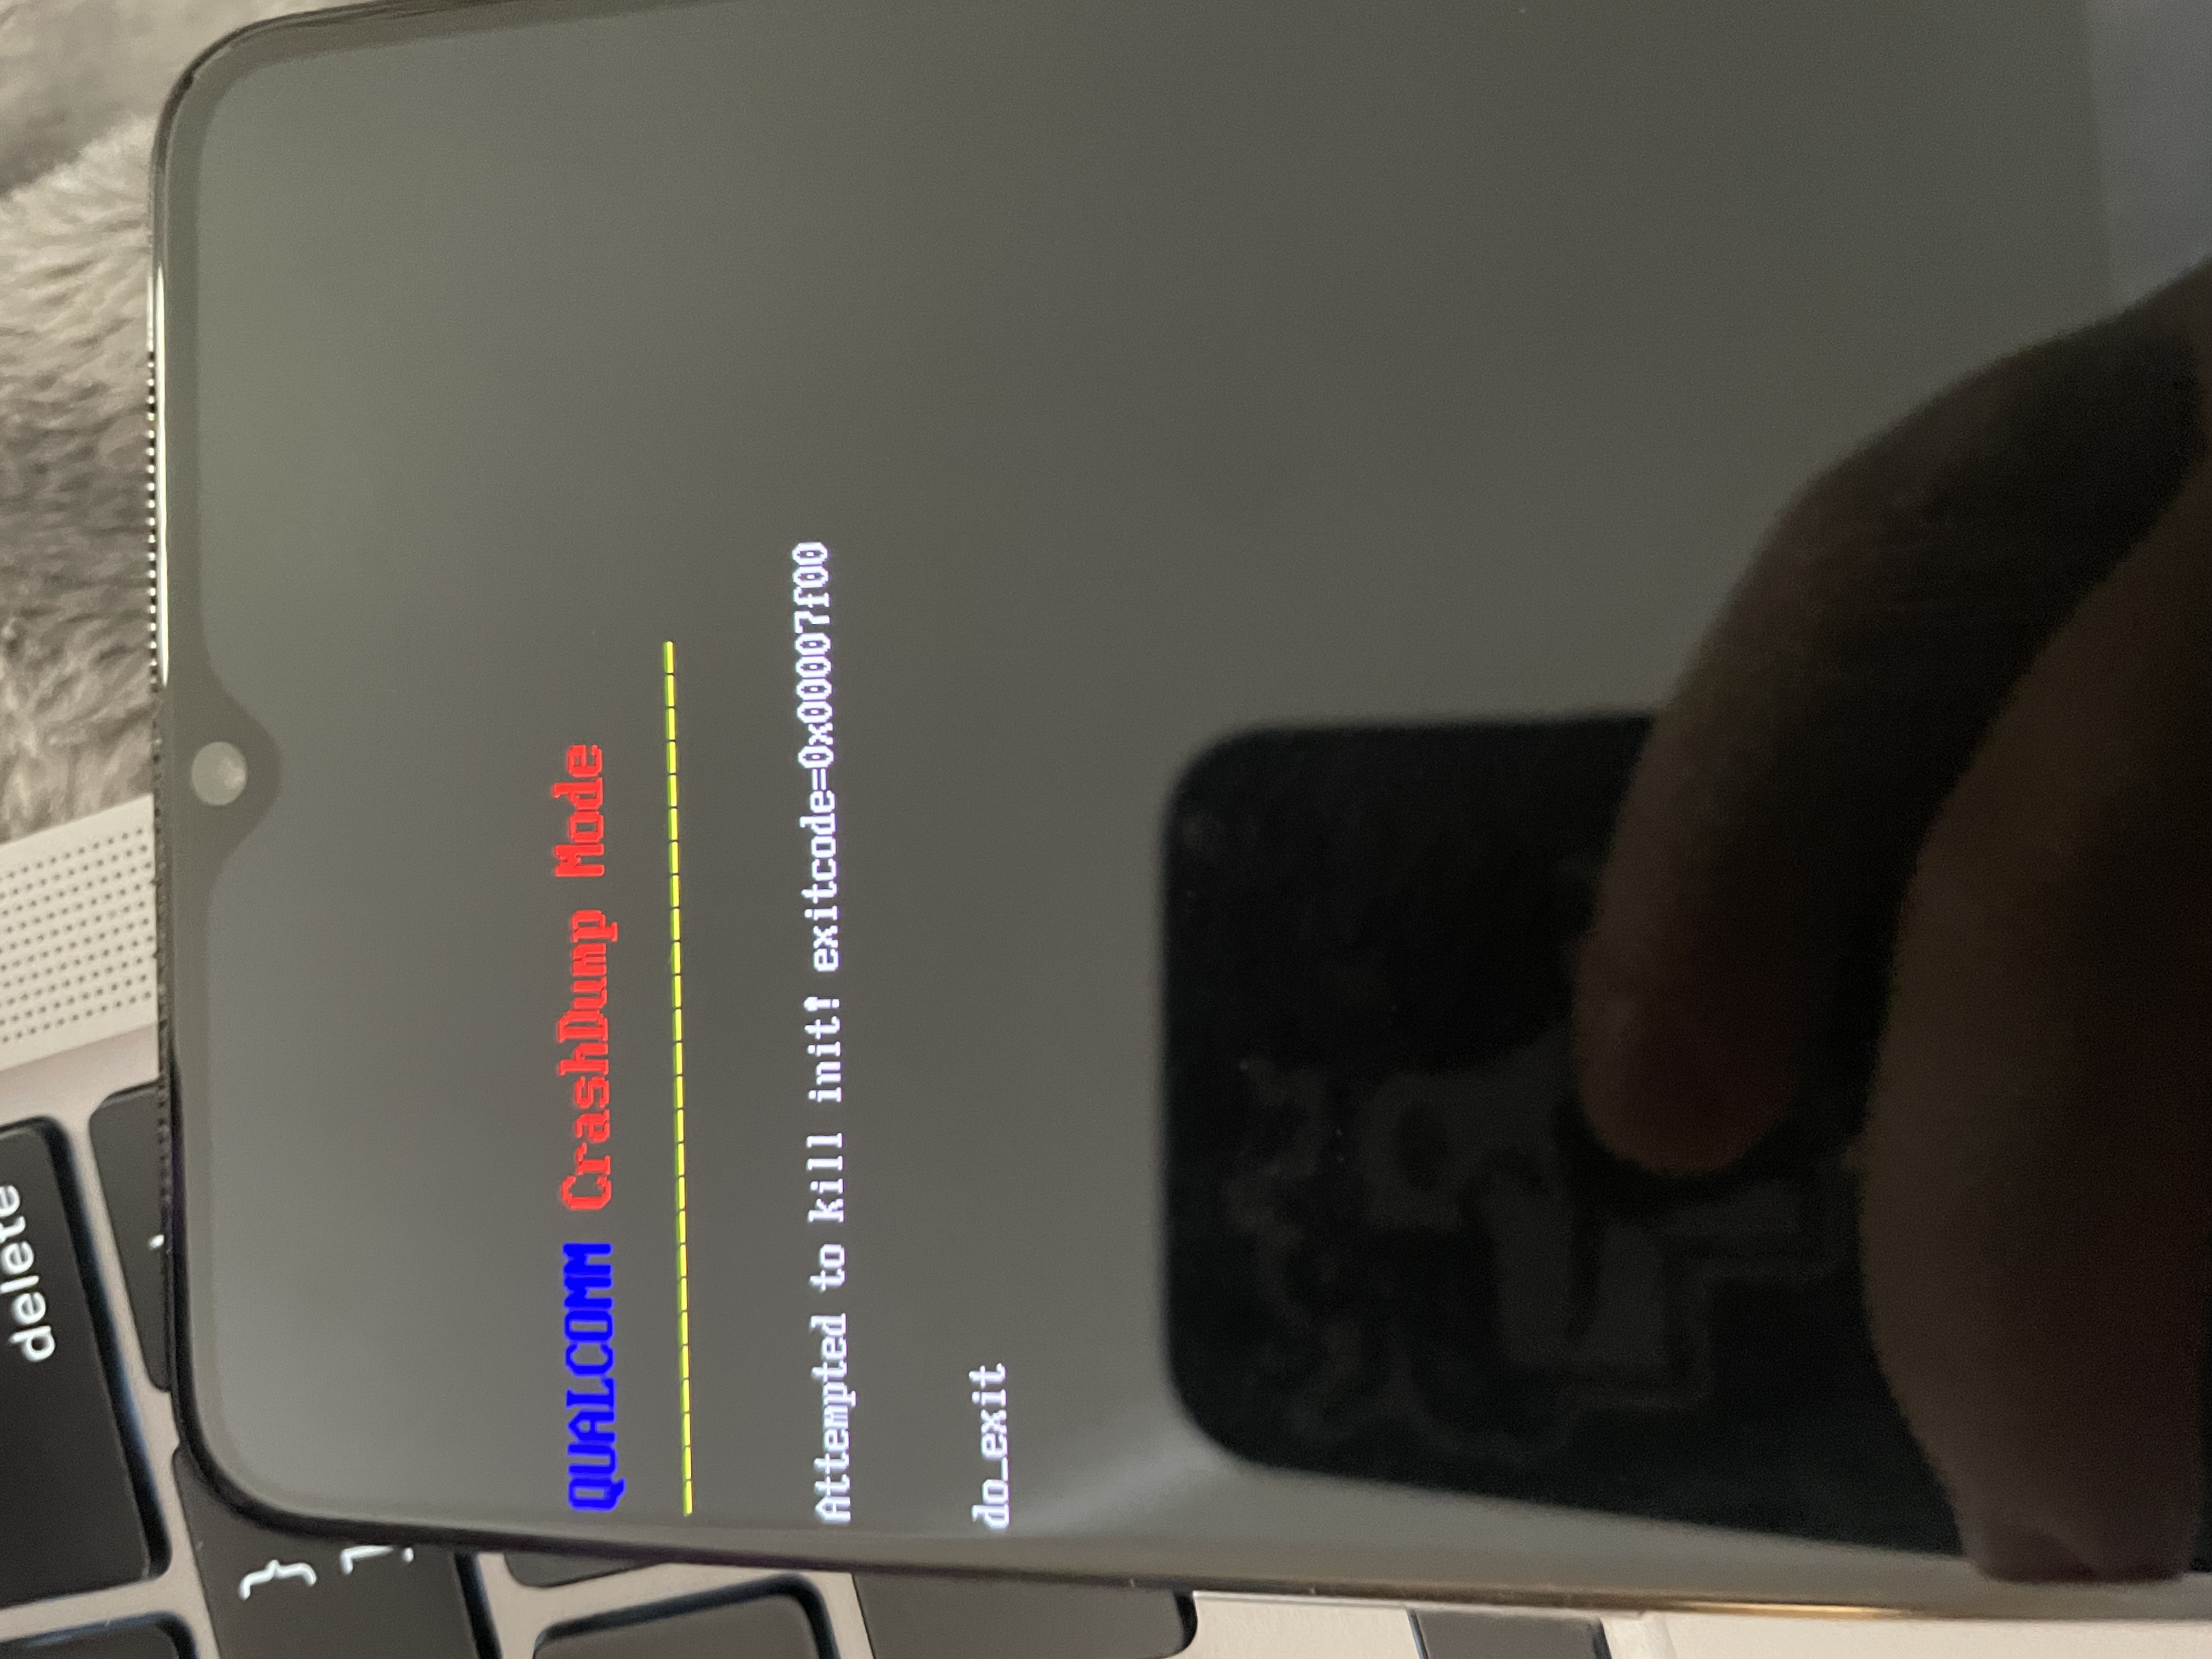 delete
}
]
QUALCOMM CrashDump Mode
Attempted to kill init! exitcode=0x00007f00
do_exit